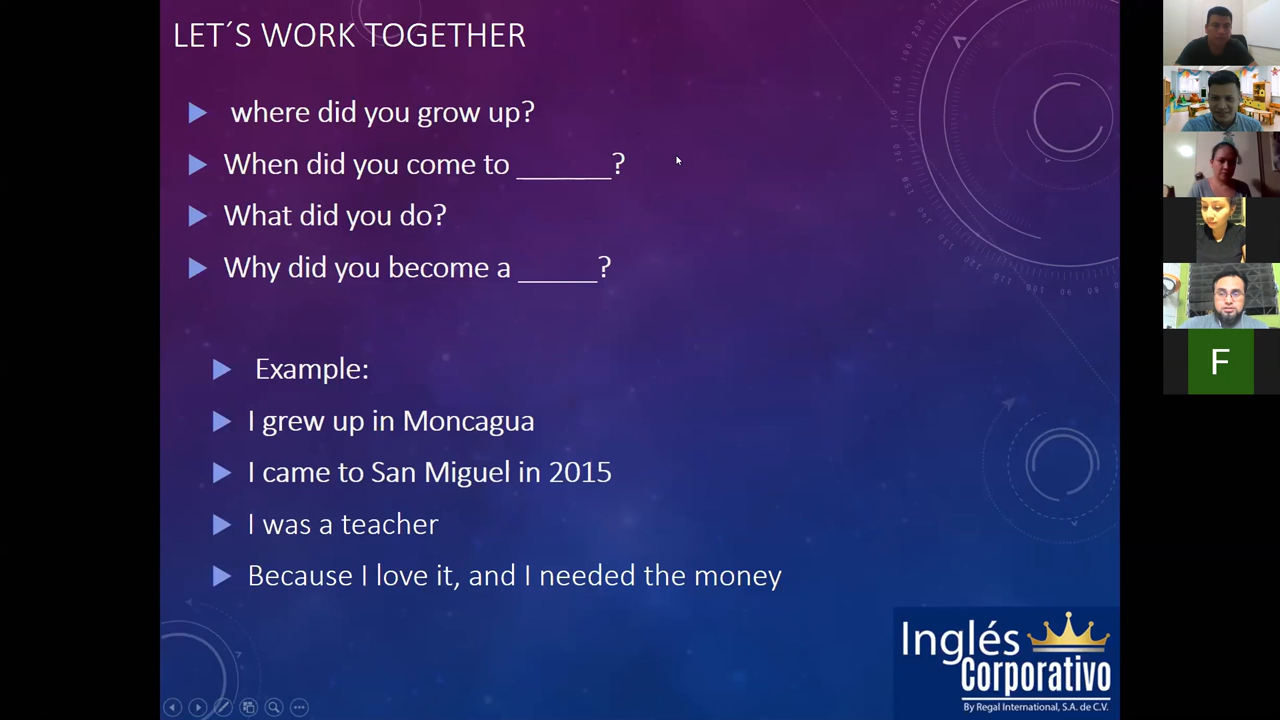 LET´S WORK TOGETHER
where did you grow up?
When did you come to ______?
What did you do?
Why did you become a _____?
Example:
I grew up in Moncagua
I came to San Miguel in 2015
I was a teacher
Because I love it, and I needed the money
Inglés
Corporativo
By Regal International, S.A. de C.V.
F